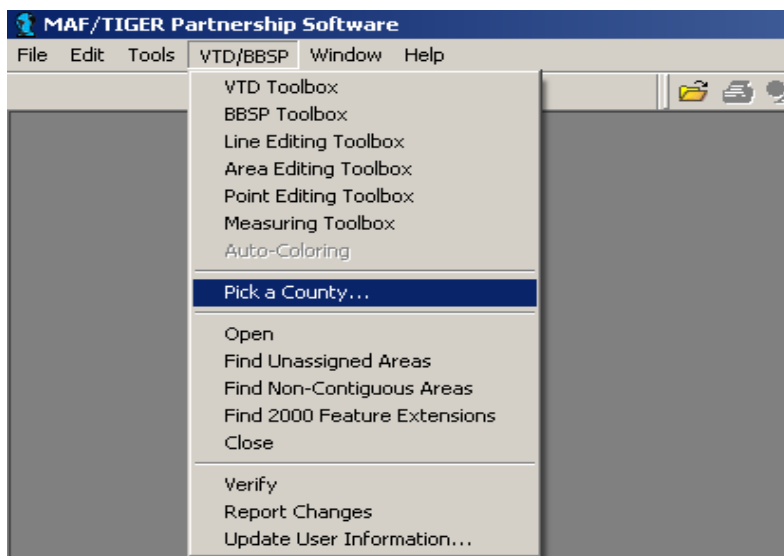 MAF/TIGER Partnership Software
File Edit Tools VTD/BBSP Window Help
VTD Toolbox
BBSP Toolbox
Line Editing Toolbox
Area Editing Toolbox
Point Editing Toolbox
Measuring Toolbox
Auto-Coloring
Pick a County...
Open
Find Unassigned Areas
Find Non-Contiguous Areas
Find 2000 Feature Extensions
Close
Verify
Report Changes
Update User Information...